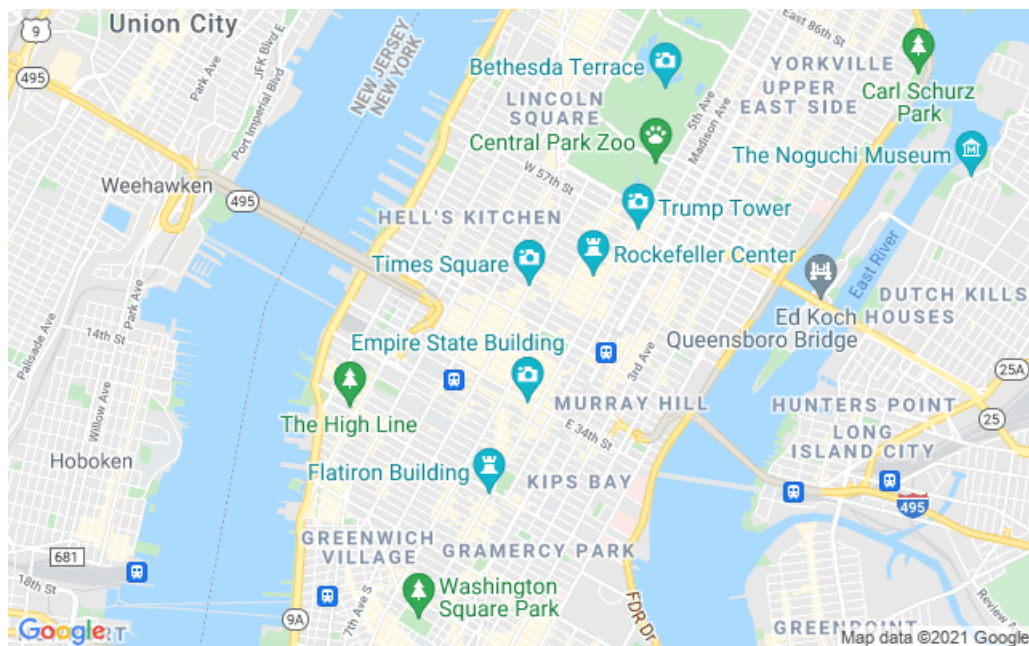 Union City
9
495
Park Ave
JFK Blvd E
Port Imperial Blvd
NEW JERSEY
NEW YORK
East 86th St
Bethesda Terrace
YORKVILLE
UPPER
EAST SIDE
Carl Schurz
Park
LINCOLN
SQUARE
5th Ave
Madison Ave
Central Park Zoo
The Noguchi Museum
M
W 57th St
Weehawken
495
HELL'S KITCHEN
Trump Tower
Times Square
Rockefeller Center
East River
Ed Koch
Queensboro Bridge
DUTCH KILLS
HOUSES
Palisade Ave
Park Ave
14th St
Empire State Building
3rd Ave
25A
The High Line
MURRAY HILL
E 34th St
HUNTERS POINT
25
LONG
ISLAND CITY
Willow Ave
Hoboken
Flatiron Building
KIPS BAY
495
GREENWICH
VILLAGE
GRAMERCY PARK
681
18th St
Washington
Square Park
7th Ave S
9A
FDR Dr
Review Ave
GREENPOINT
Google
Map data ©2021 Google